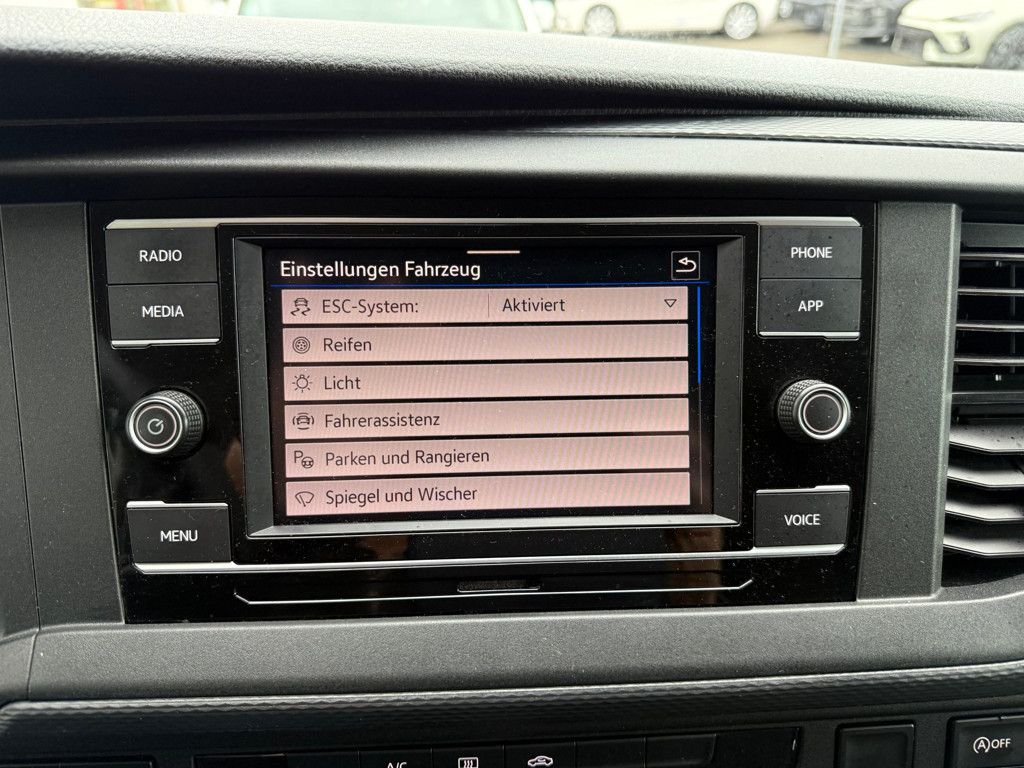 RADIO
MEDIA
MENU
Einstellungen Fahrzeug
ESC-System: Aktiviert
Reifen
Licht
Fahrerassistenz
P Parken und Rangieren
Spiegel und Wischer
PHONE
APP
VOICE
A/C
A OFF